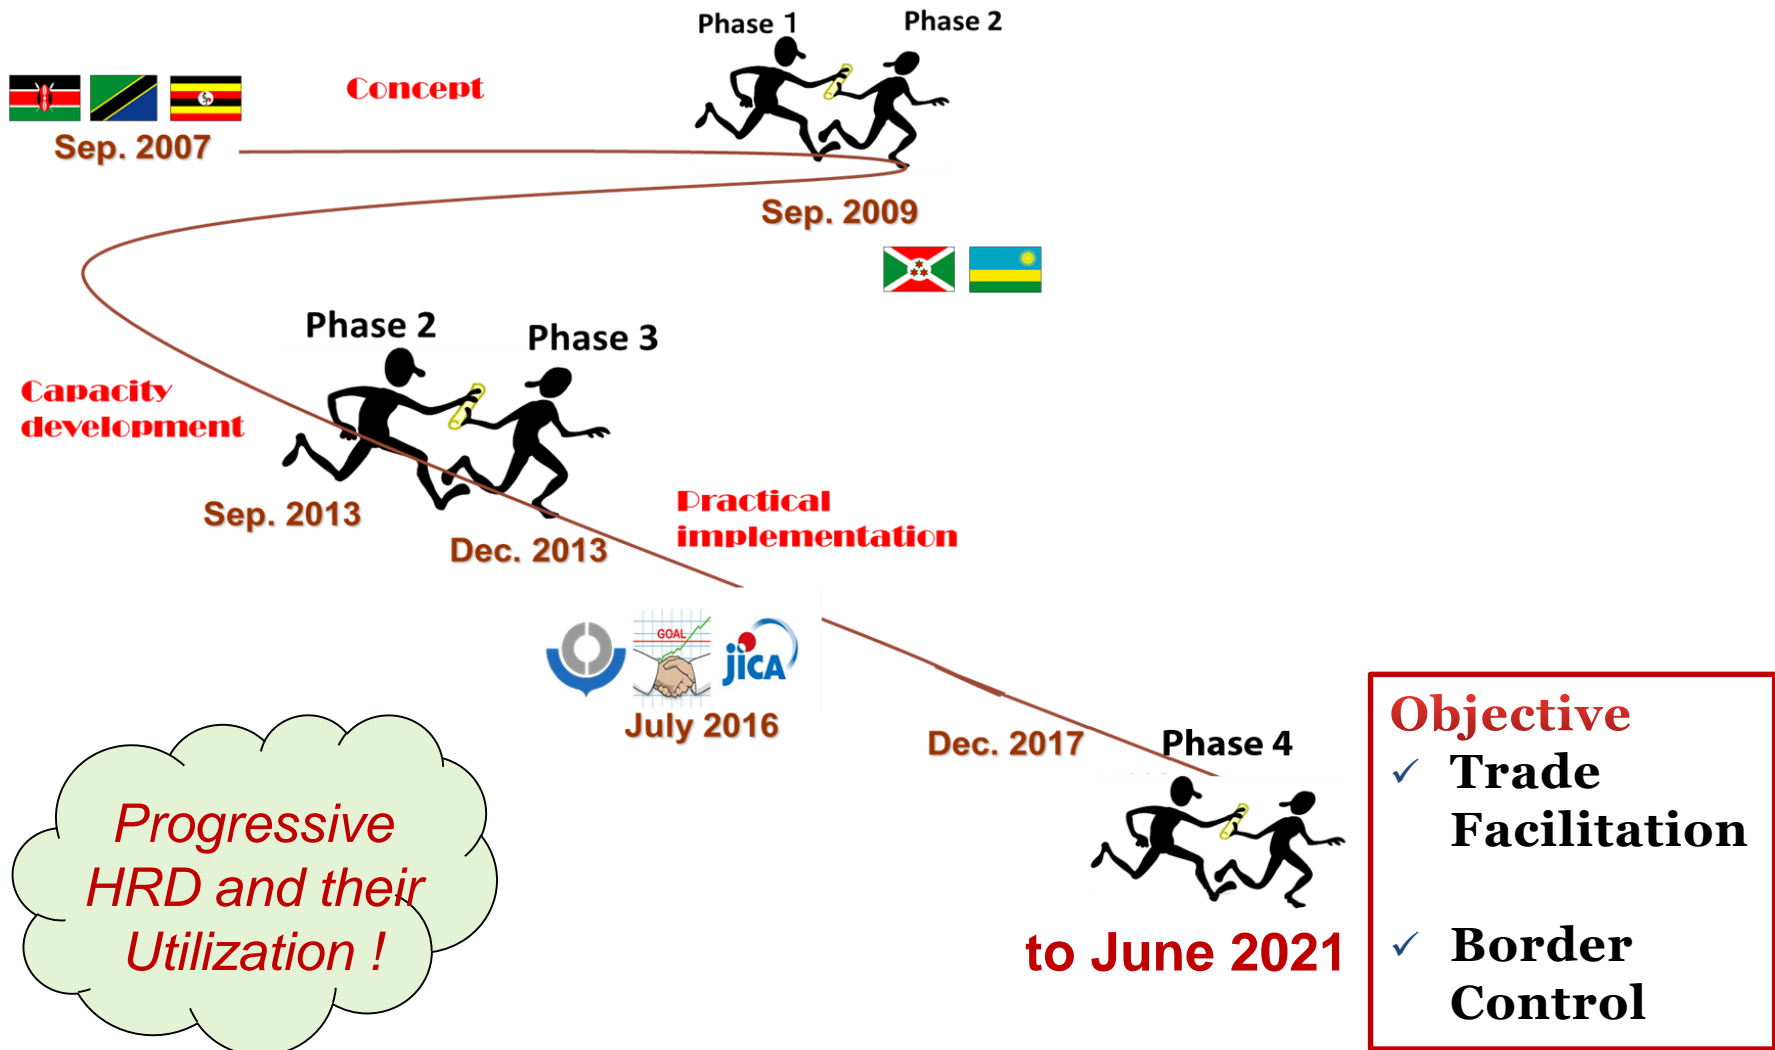 Phase 1
Phase 2
Concept
Sep. 2007
Sep. 2009
Phase 2
Phase 3
Capacity
development
Sep. 2013
Dec. 2013
Practical
implementation
GOAL
jICA
July 2016
Dec. 2017
Phase 4
to June 2021
Progressive
HRD and their
Utilization !
Objective
✓ Trade
Facilitation
✓ Border
Control